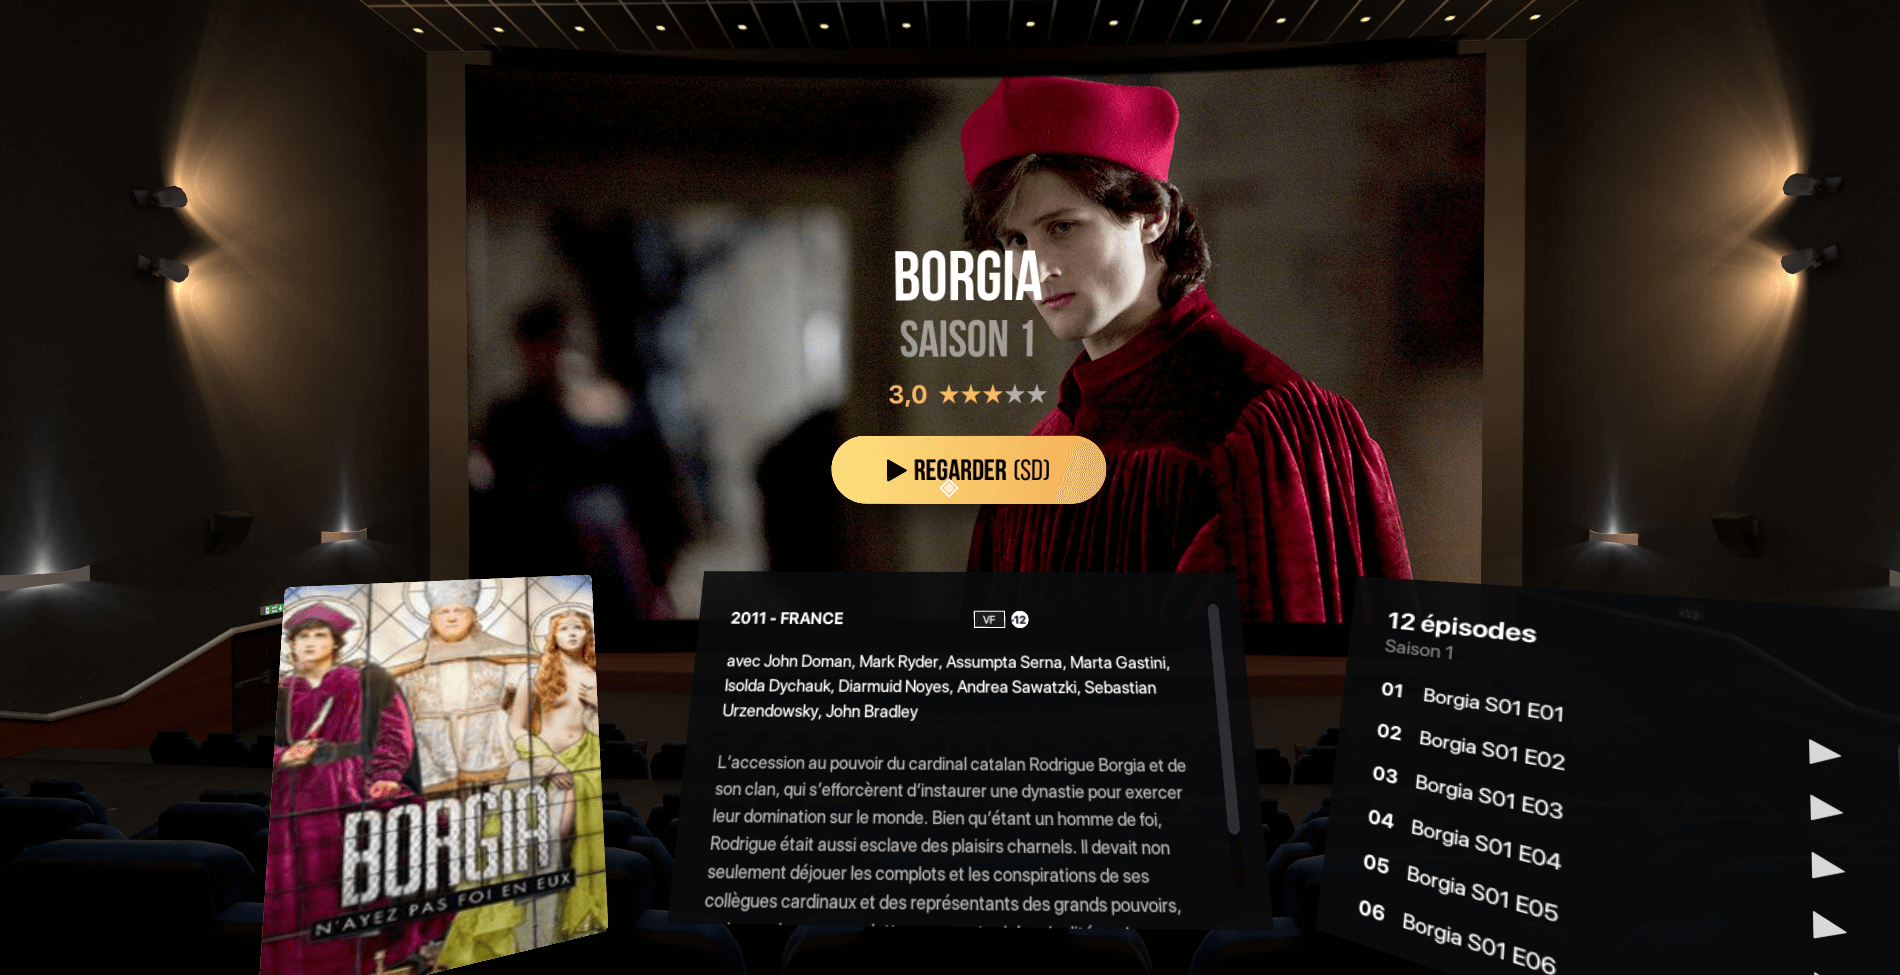 BORGIA
SAISON 1
3,0
REGARDER (SD)
BORGIA
N'AYEZ PAS FOI EN EUX
2011 - FRANCE
VF 12
avec John Doman, Mark Ryder, Assumpta Serna, Marta Gastini,
Isolda Dychauk, Diarmuid Noyes, Andrea Sawatzki, Sebastian
Urzendowsky, John Bradley
L'accession au pouvoir du cardinal catalan Rodrigue Borgia et de
son clan, qui s'efforcèrent d'instaurer une dynastie pour exercer
leur domination sur le monde. Bien qu'étant un homme de foi,
Rodrigue était aussi esclave des plaisirs charnels. Il devait non
seulement déjouer les complots et les conspirations de ses
collègues cardinaux et des représentants des grands pouvoirs,
12 épisodes
Saison 1
01 Borgia S01 E01
02 Borgia S01 E02
03 Borgia S01 E03
04 Borgia S01 E04
05 Borgia S01 E05
06 Borgia S01 E06